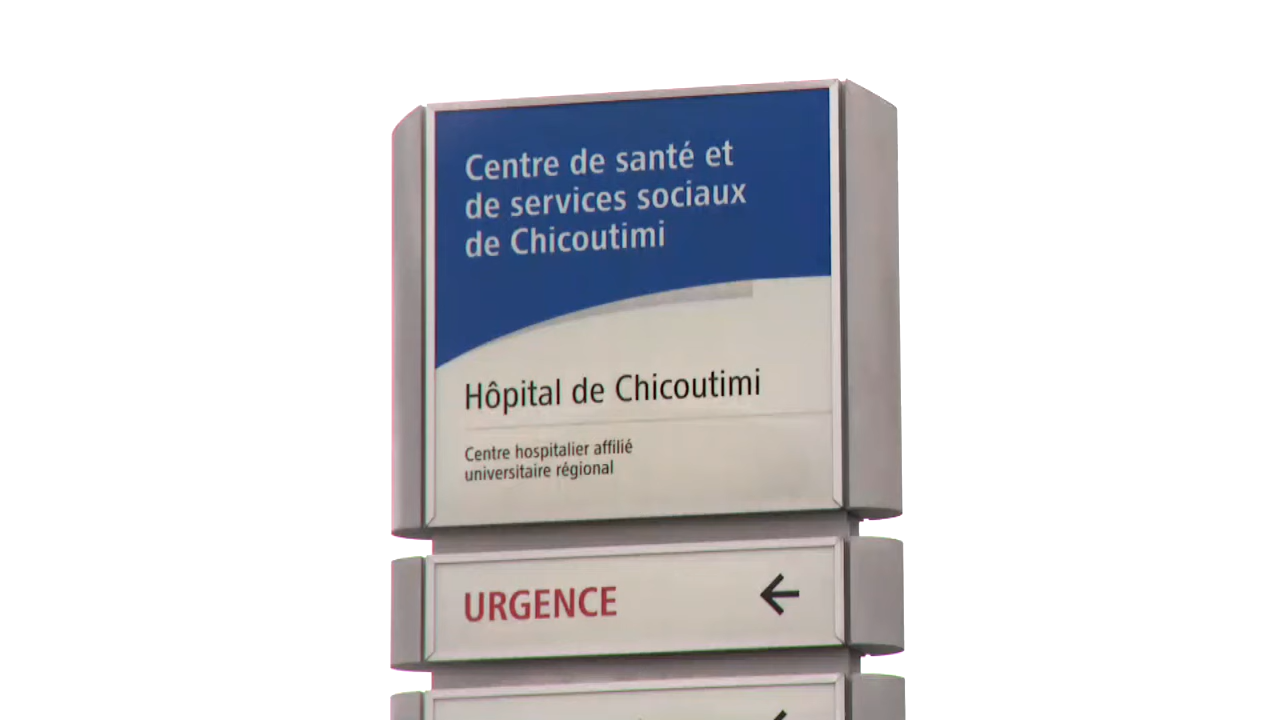 Centre de santé et
de services sociaux
de Chicoutimi
Hôpital de Chicoutimi
Centre hospitalier affilié
universitaire régional
URGENCE